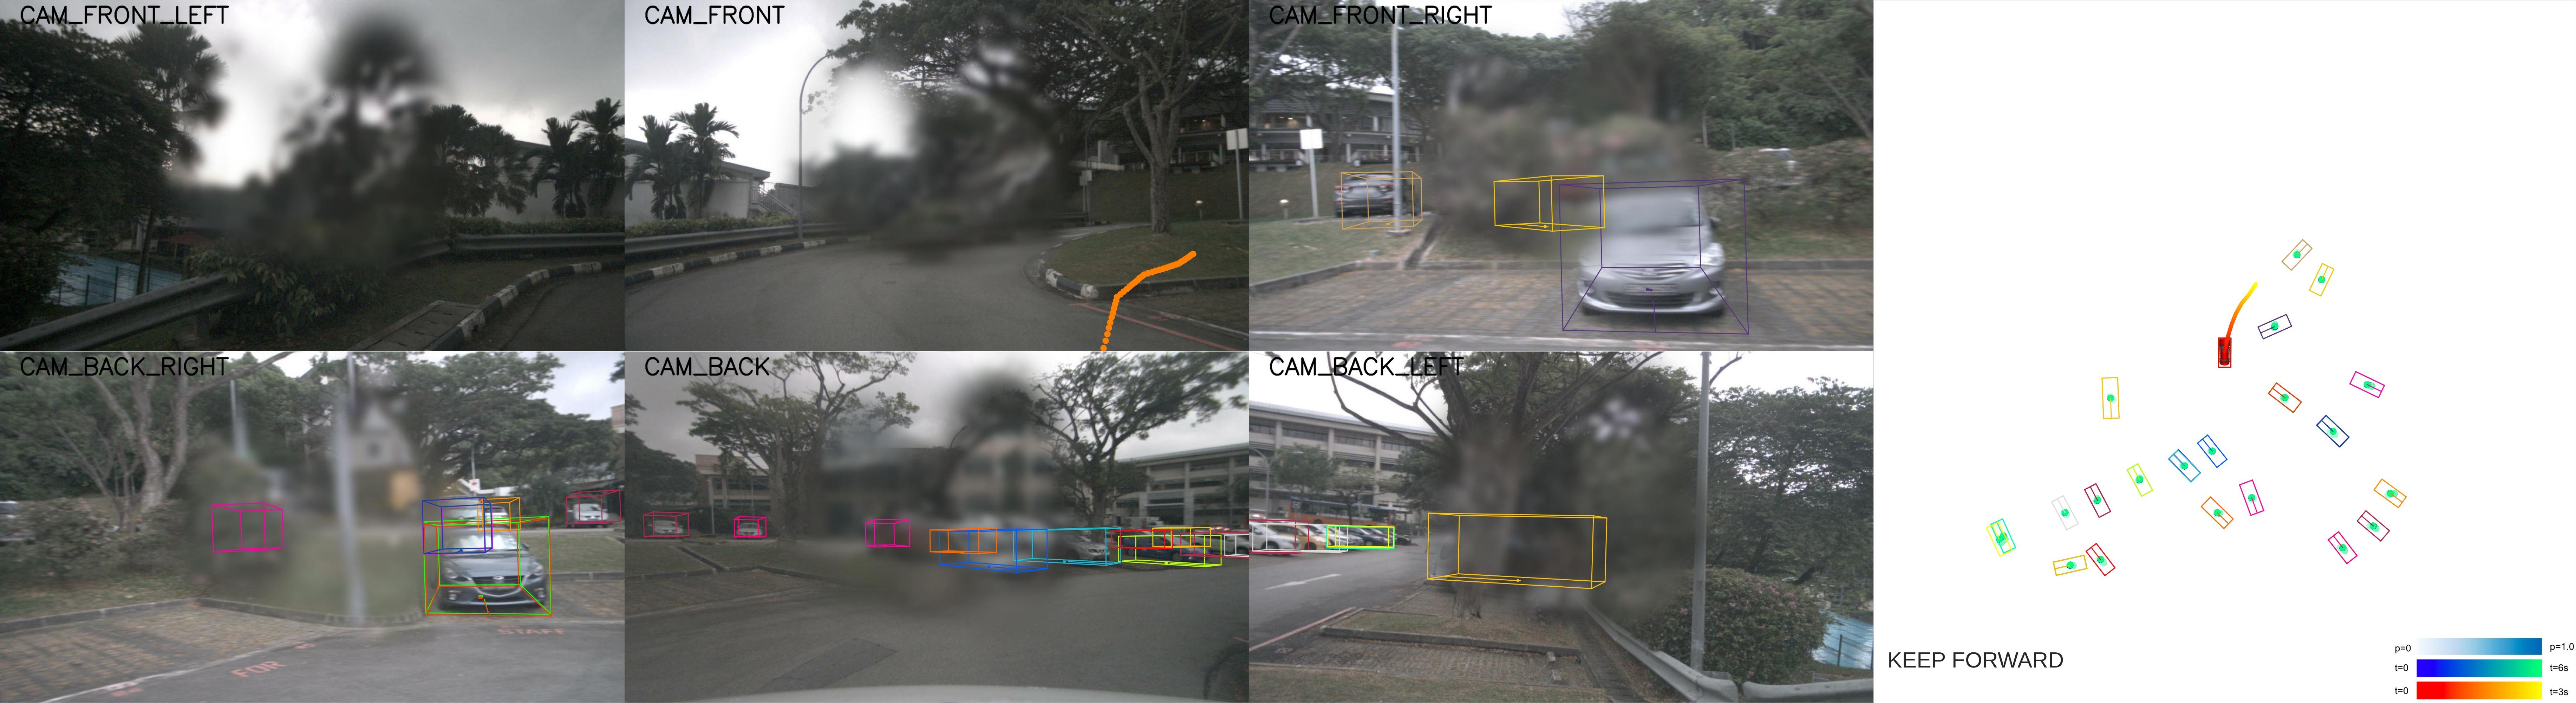 CAM_FRONT_LEFT
CAM_FRONT
CAM_FRONT_RIGHT
CAM_BACK_RIGHT
CAM_BACK
CAM_BACK_LEFT
STAFF
FOR
KEEP FORWARD
p=0
p=1.0
t=0
t=6s
t=0
t=3s